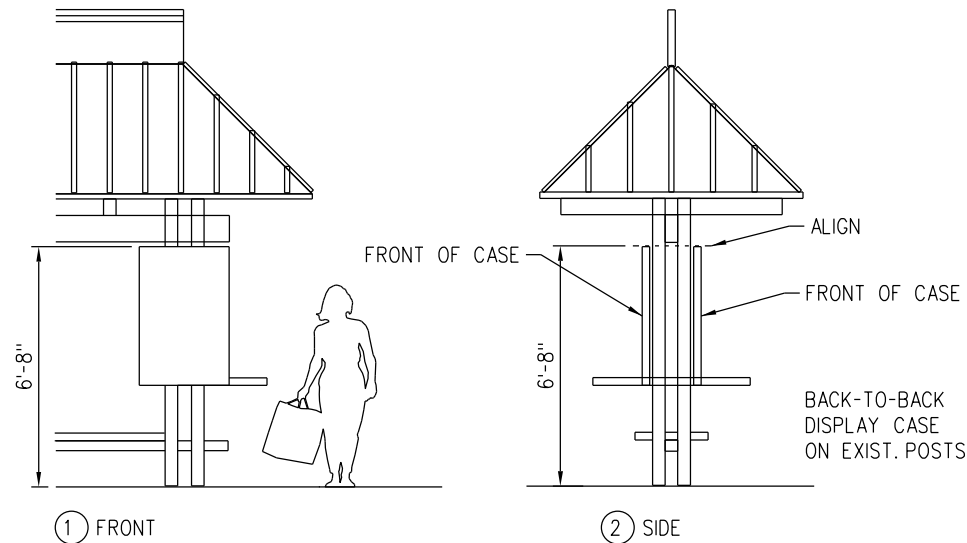 ALIGN
FRONT OF CASE
FRONT OF CASE
6'-8"
6'-8"
BACK-TO-BACK
DISPLAY CASE
ON EXIST. POSTS
1 FRONT
2 SIDE